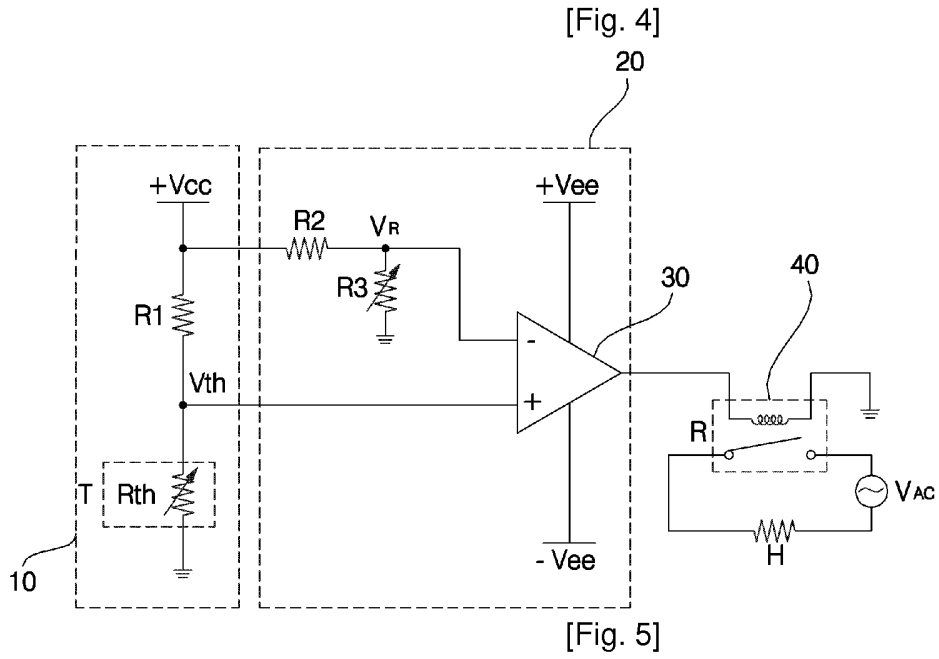 [Fig. 4]
20
+Vcc
+Vee
R2
VR
R3
30
40
R1
-
Vth
+
R
T
Rth
VAC
H
10
- Vee
[Fig. 5]